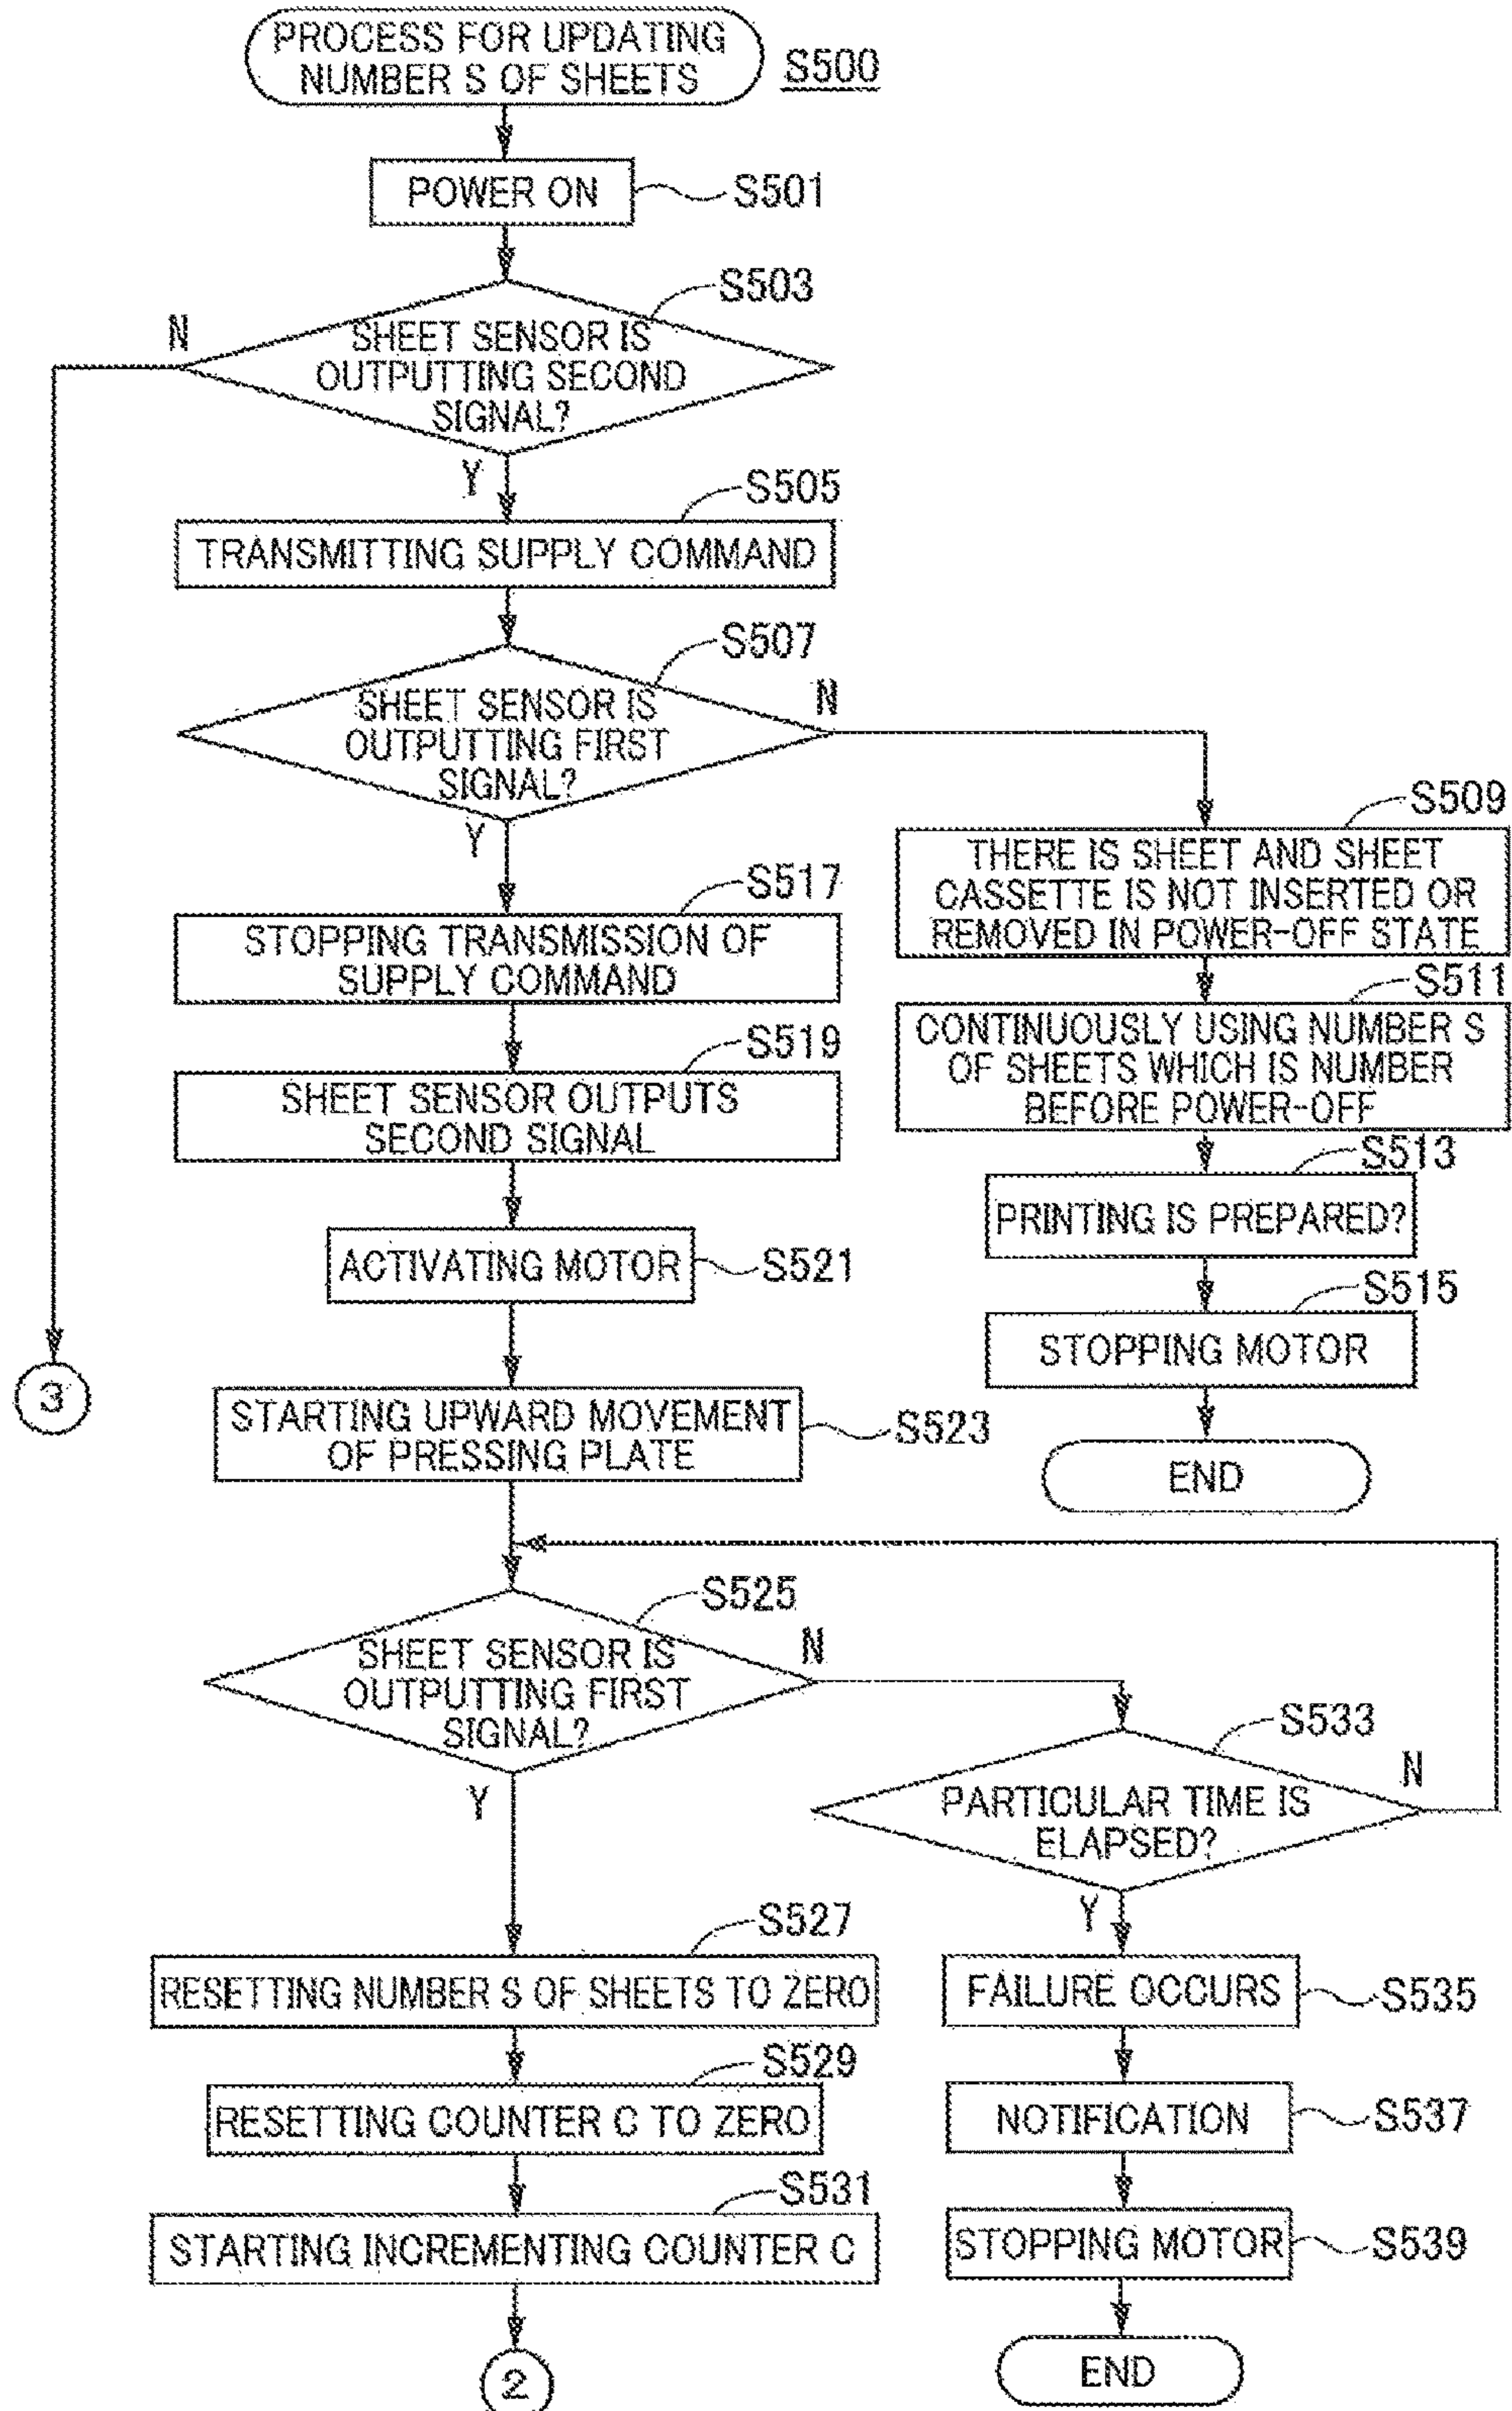 PROCESS FOR UPDATING
NUMBER S OF SHEETS
S500
POWER ON
S501
S503
N
SHEET SENSOR IS
OUTPUTTING SECOND
SIGNAL?
Y
S505
TRANSMITTING SUPPLY COMMAND
S507
SHEET SENSOR IS
OUTPUTTING FIRST
SIGNAL?
N
Y
S509
THERE IS SHEET AND SHEET
CASSETTE IS NOT INSERTED OR
REMOVED IN POWER-OFF STATE
S511
CONTINUOUSLY USING NUMBER S
OF SHEETS WHICH IS NUMBER
BEFORE POWER-OFF
S513
PRINTING IS PREPARED?
S515
STOPPING MOTOR
END
S517
STOPPING TRANSMISSION OF
SUPPLY COMMAND
S519
SHEET SENSOR OUTPUTS
SECOND SIGNAL
ACTIVATING MOTOR
S521
3
STARTING UPWARD MOVEMENT
OF PRESSING PLATE
S523
S525
SHEET SENSOR IS
OUTPUTTING FIRST
SIGNAL?
N
Y
S533
PARTICULAR TIME IS
ELAPSED?
N
Y
S527
RESETTING NUMBER S OF SHEETS TO ZERO
S529
RESETTING COUNTER C TO ZERO
S531
STARTING INCREMENTING COUNTER C
2
FAILURE OCCURS
S535
NOTIFICATION
S537
STOPPING MOTOR
S539
END